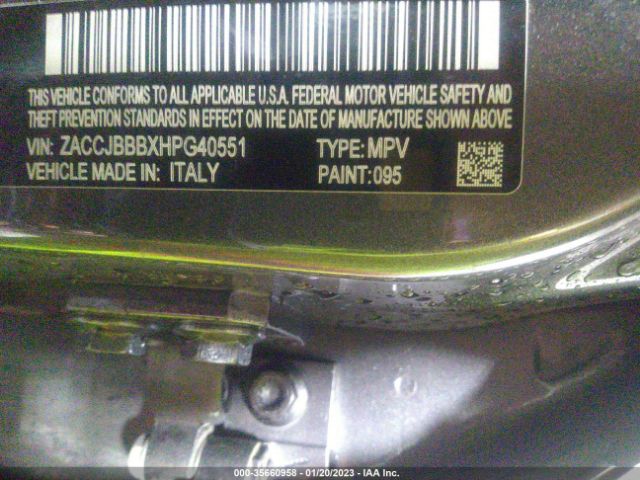 THIS VEHICLE CONFORMS TO ALL APPLICABLE U.S.A. FEDERAL MOTOR VEHICLE SAFETY AND
THEFT PREVENTION STANDARDS IN EFFECT ON THE DATE OF MANUFACTURE SHOWN ABOVE
VIN: ZACCJBBBXHPG40551 TYPE: MPV
VEHICLE MADE IN: ITALY PAINT: 095
000-35660958 - 01/20/2023 - IAA Inc.